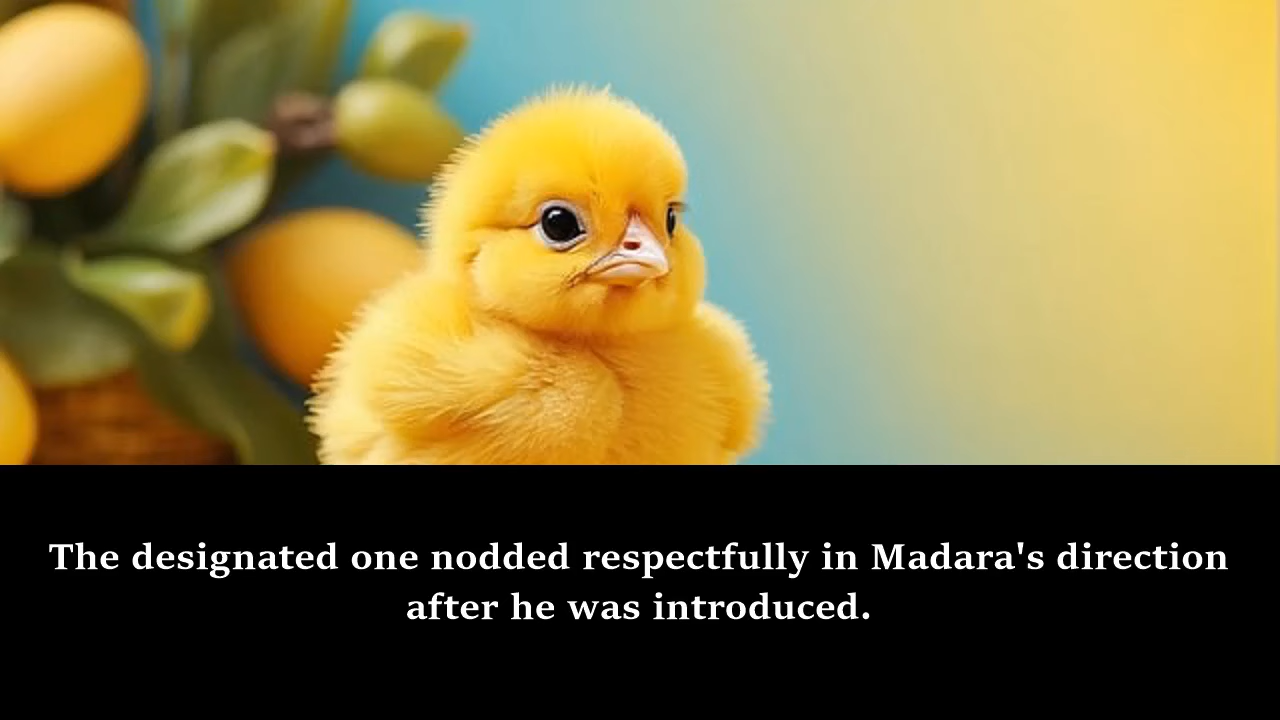 The designated one nodded respectfully in Madara's direction
after he was introduced.